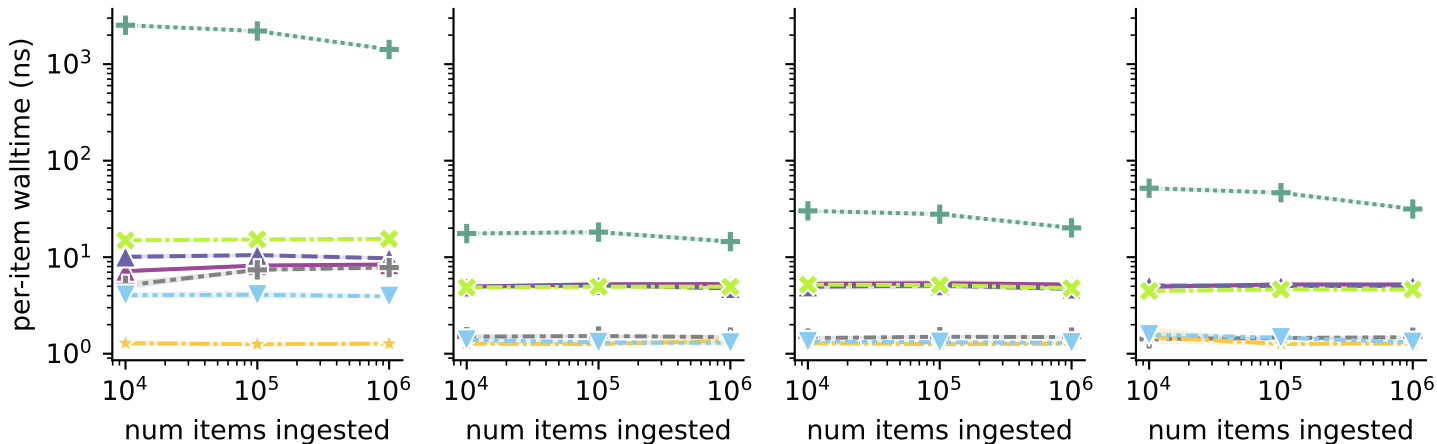 per-item walltime (ns)
10³
10²
10¹
10⁰
10⁴ 10⁵ 10⁶
num items ingested
10⁴ 10⁵ 10⁶
num items ingested
10⁴ 10⁵ 10⁶
num items ingested
10⁴ 10⁵ 10⁶
num items ingested